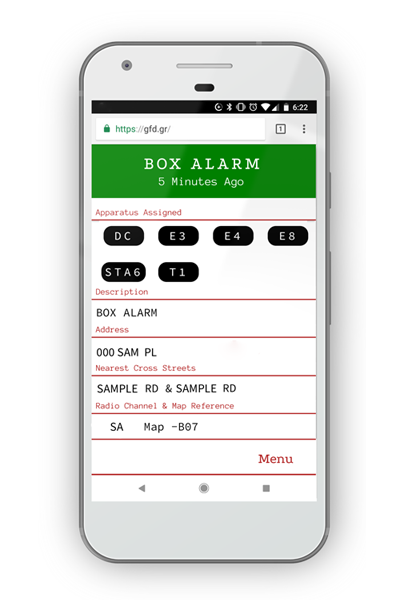 6:22
https://gfd.gr/ 1
BOX ALARM
5 Minutes Ago
Apparatus Assigned
DC E3 E4 E8
STA6 T1
Description
BOX ALARM
Address
000 SAM PL
Nearest Cross Streets
SAMPLE RD & SAMPLE RD
Radio Channel & Map Reference
SA Map -B07
Menu